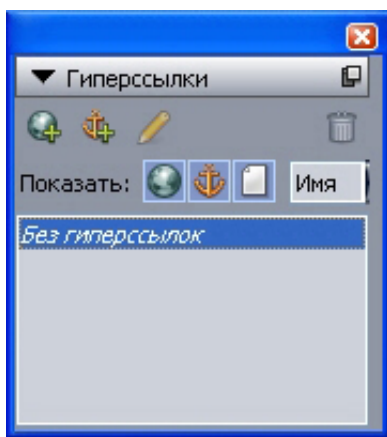 Гиперссылки
Показать: Имя
Без гиперссылок